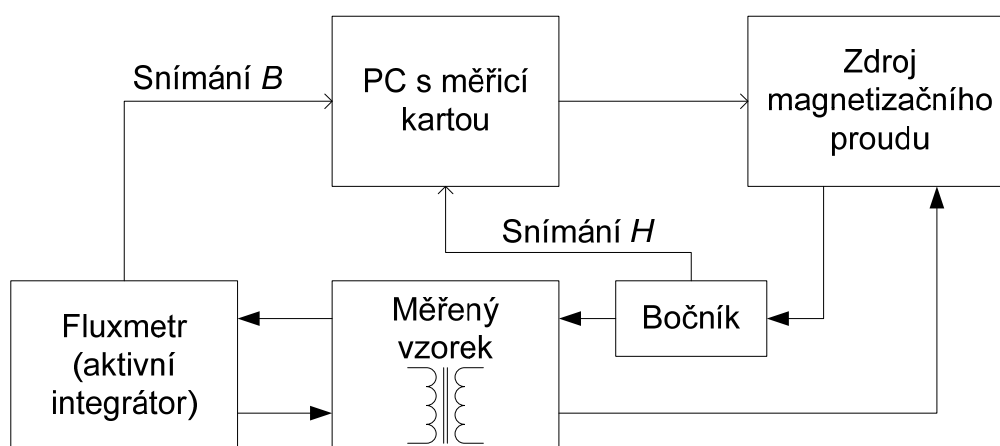 Snímání B
PC s měřicí
kartou
Zdroj
magnetizačního
proudu
Snímání H
Fluxmetr
(aktivní
integrátor)
Měřený
vzorek
Bočník